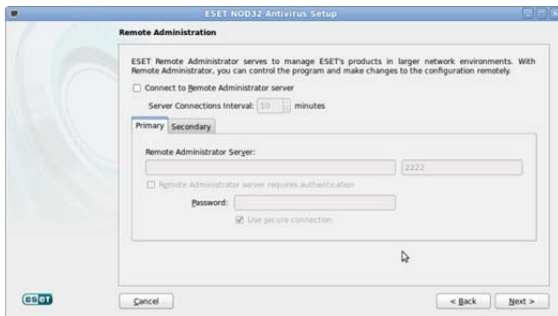 ESET NOD32 Antivirus Setup
Remote Administration
ESET Remote Administrator serves to manage ESET's products in larger network environments. With
Remote Administrator, you can control the program and make changes to the configuration remotely.
Connect to Remote Administrator server
Server Connections Interval: 10 minutes
Primary Secondary
Remote Administrator Server:
2222
Remote Administrator server requires authentication
Password:
Use secure connection
eseT
Cancel < Back Next >